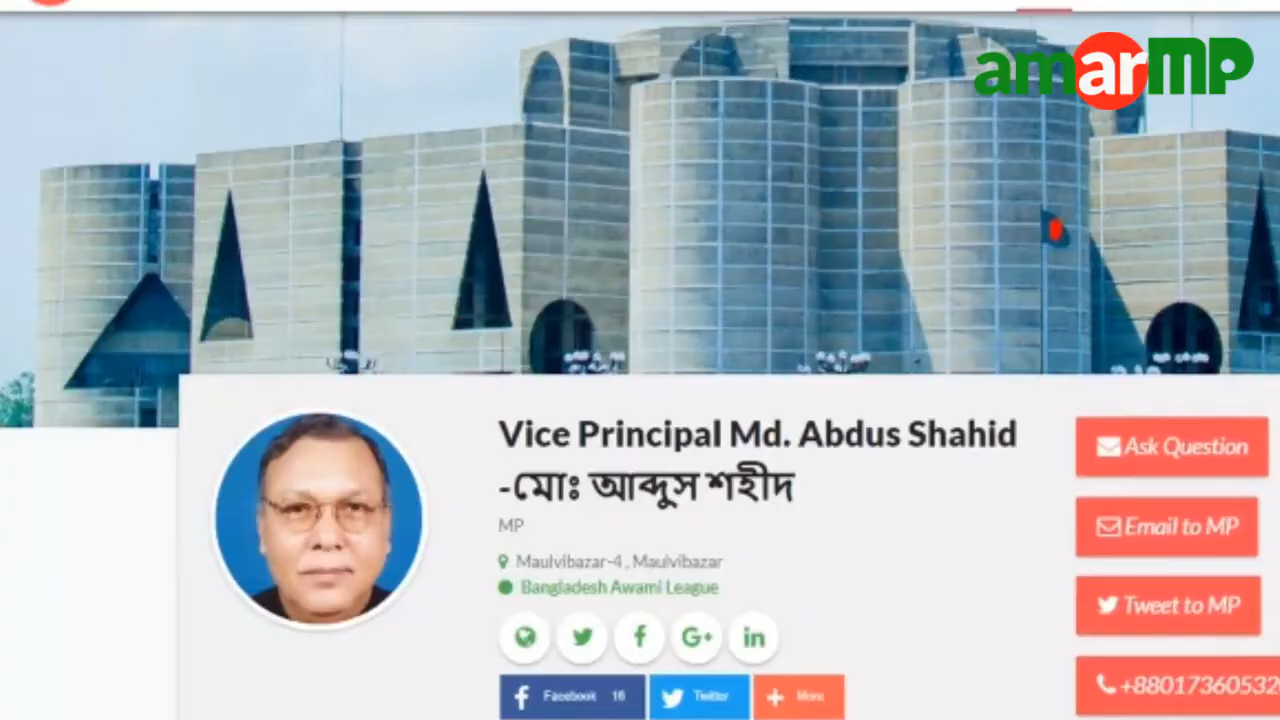 amarMP
Vice Principal Md. Abdus Shahid
-মোঃ আব্দুস শহীদ
MP
Maulvibazar-4 , Maulvibazar
Bangladesh Awami League
Facebook 16
Twitter
More
Ask Question
Email to MP
Tweet to MP
+88017360532